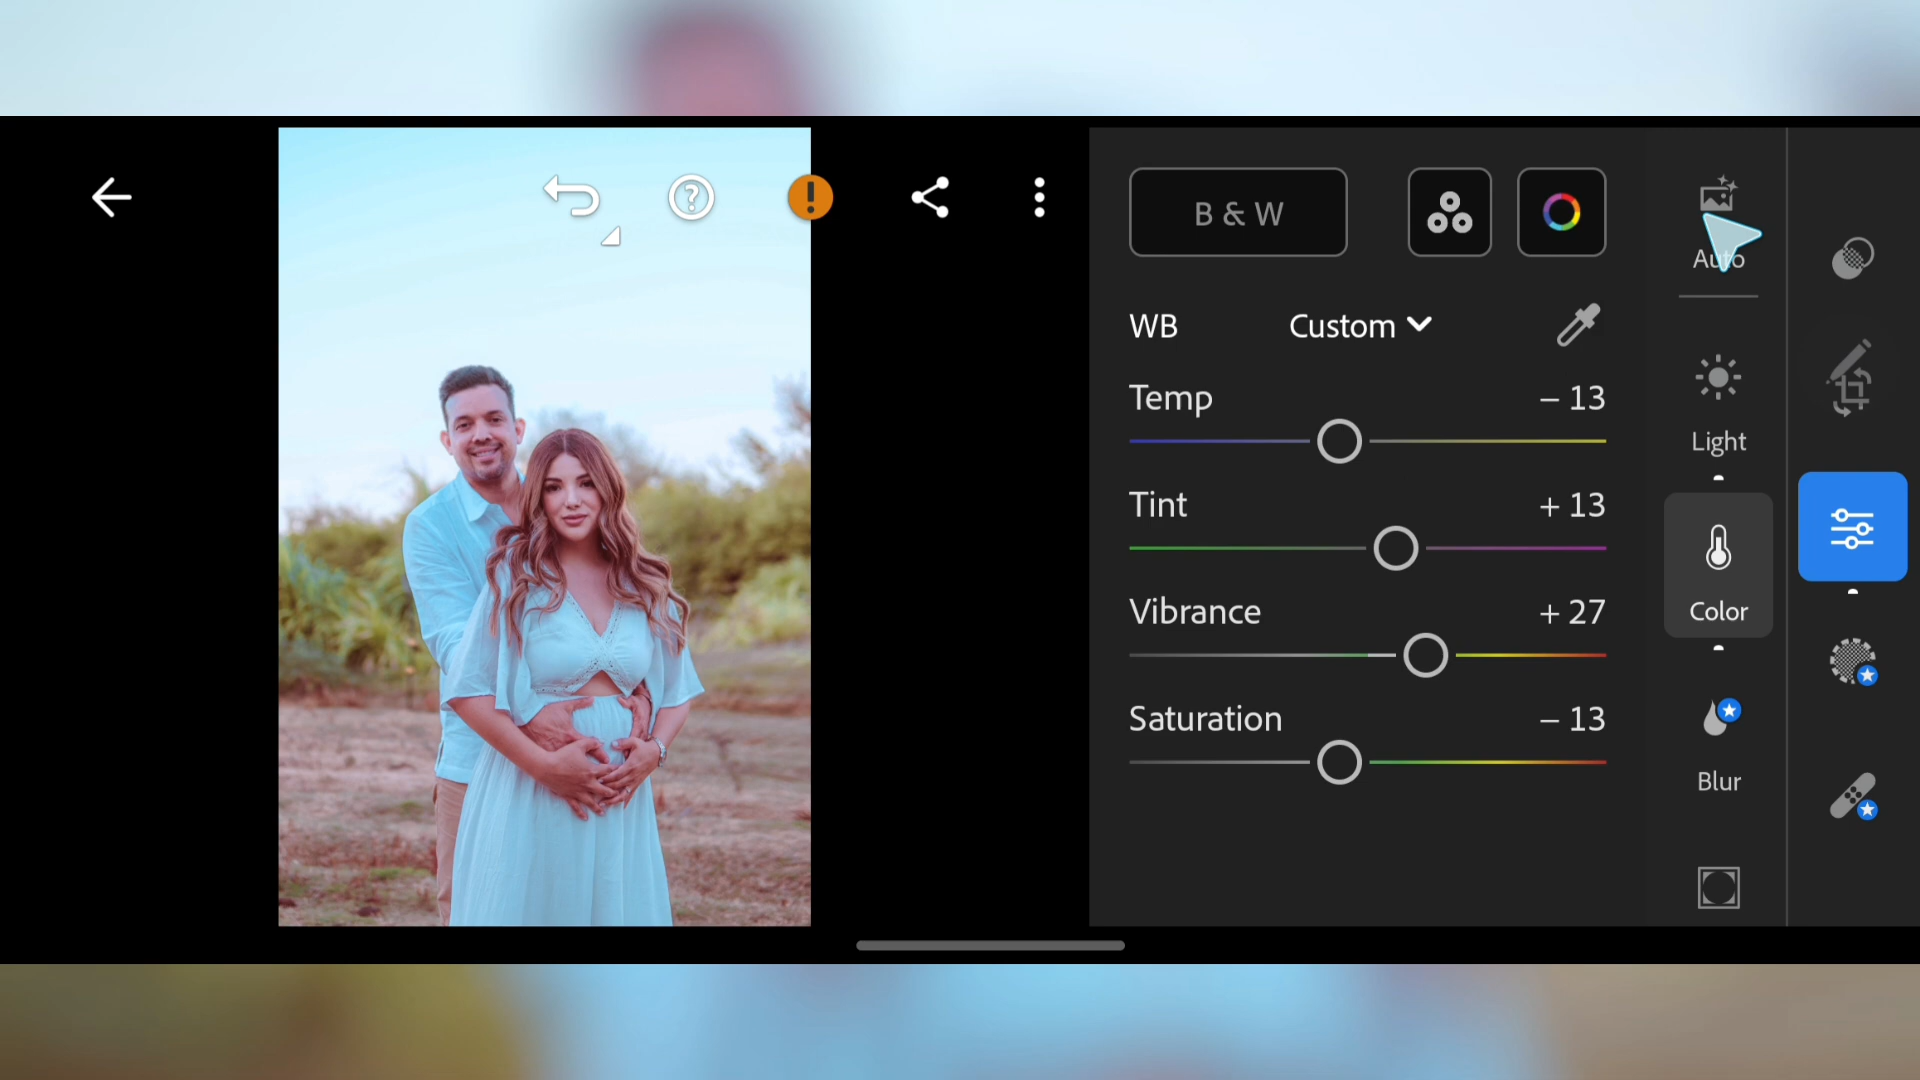 B & W
Auto
WB Custom
Temp – 13
Light
Tint + 13
Vibrance + 27
Color
Saturation – 13
Blur